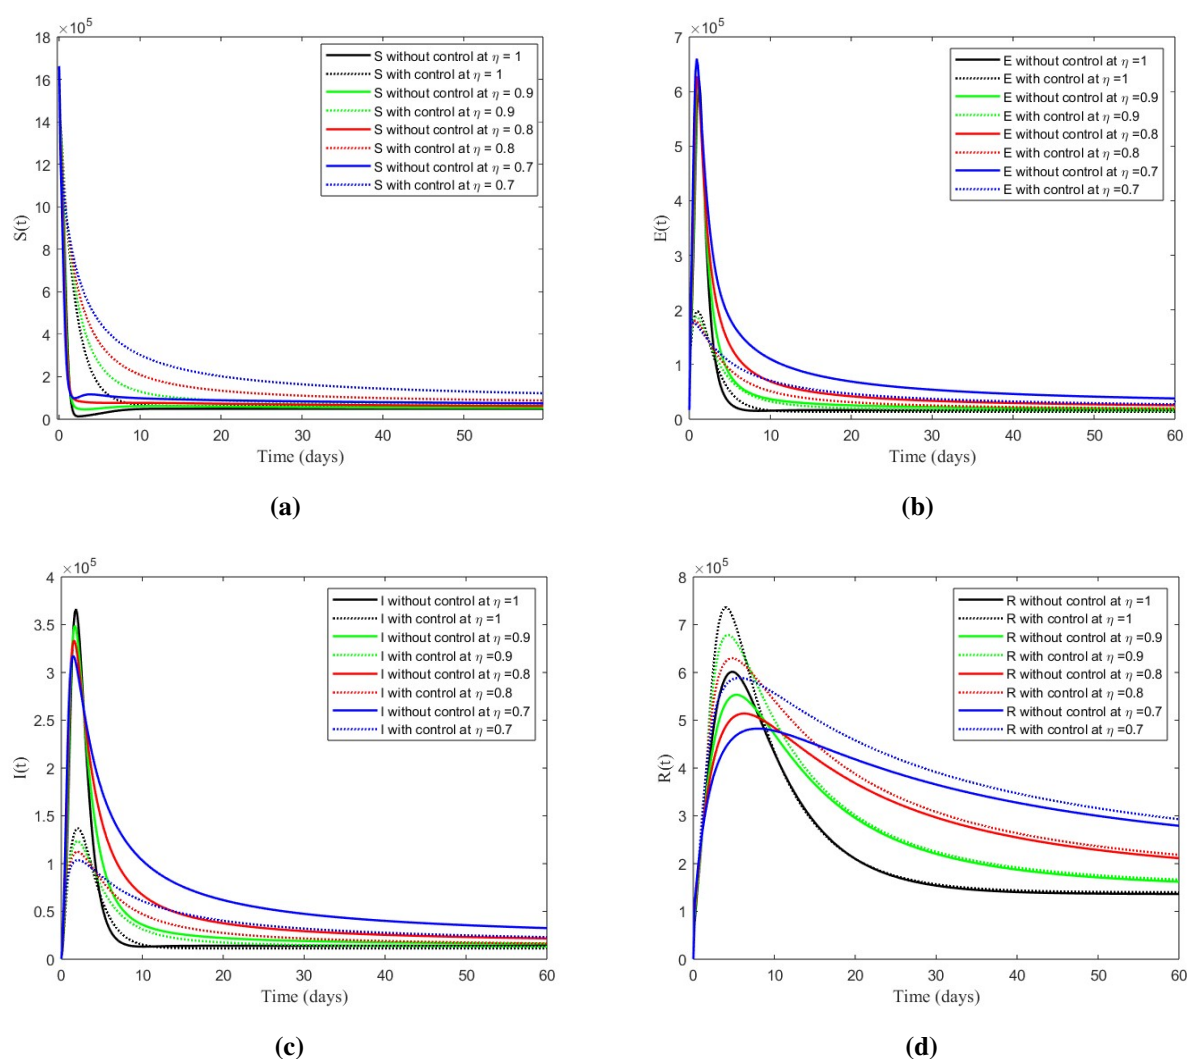 ×10⁵
18
16
14
12
10
8
6
4
2
0
S(t)
S without control at η = 1
S with control at η = 1
S without control at η = 0.9
S with control at η = 0.9
S without control at η = 0.8
S with control at η = 0.8
S without control at η = 0.7
S with control at η = 0.7
0 10 20 30 40 50
Time (days)
(a)
×10⁵
7
6
5
4
3
2
1
0
E(t)
E without control at η =1
E with control at η =1
E without control at η =0.9
E with control at η =0.9
E without control at η =0.8
E with control at η =0.8
E without control at η =0.7
E with control at η =0.7
0 10 20 30 40 50 60
Time (days)
(b)
×10⁵
4
3.5
3
2.5
2
1.5
1
0.5
0
I(t)
I without control at η =1
I with control at η =1
I without control at η =0.9
I with control at η =0.9
I without control at η =0.8
I with control at η =0.8
I without control at η =0.7
I with control at η =0.7
0 10 20 30 40 50 60
Time (days)
(c)
×10⁵
8
7
6
5
4
3
2
1
0
R(t)
R without control at η =1
R with control at η =1
R without control at η =0.9
R with control at η =0.9
R without control at η =0.8
R with control at η =0.8
R without control at η =0.7
R with control at η =0.7
0 10 20 30 40 50 60
Time (days)
(d)